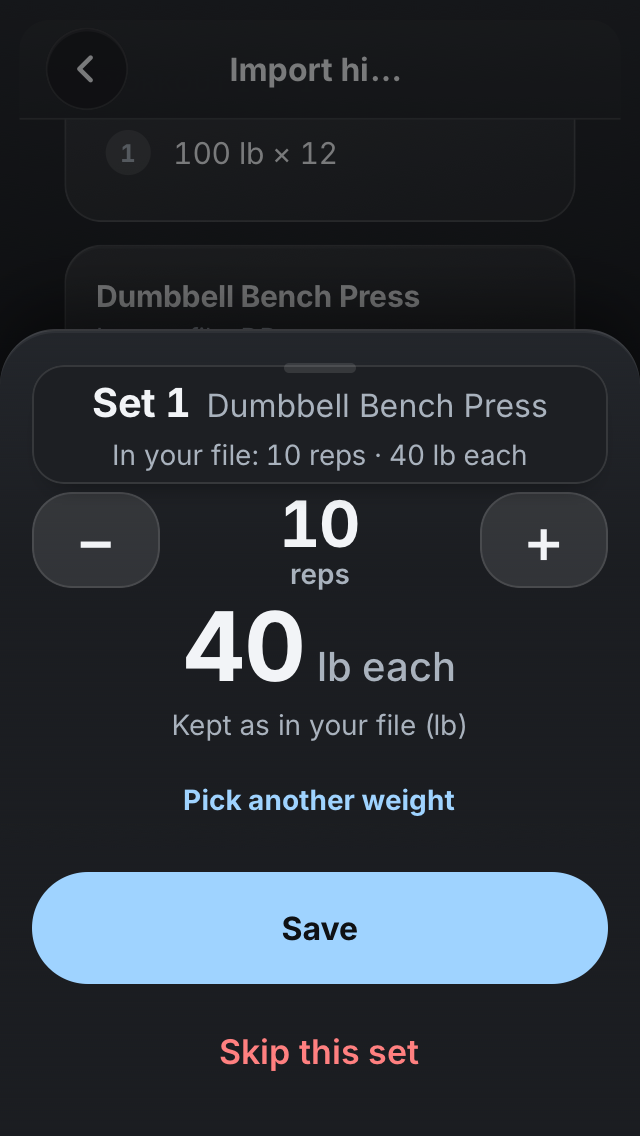 Import hi...
1 100 lb × 12
Dumbbell Bench Press
Set 1 Dumbbell Bench Press
In your file: 10 reps · 40 lb each
− 10 +
reps
40 lb each
Kept as in your file (lb)
Pick another weight
Save
Skip this set